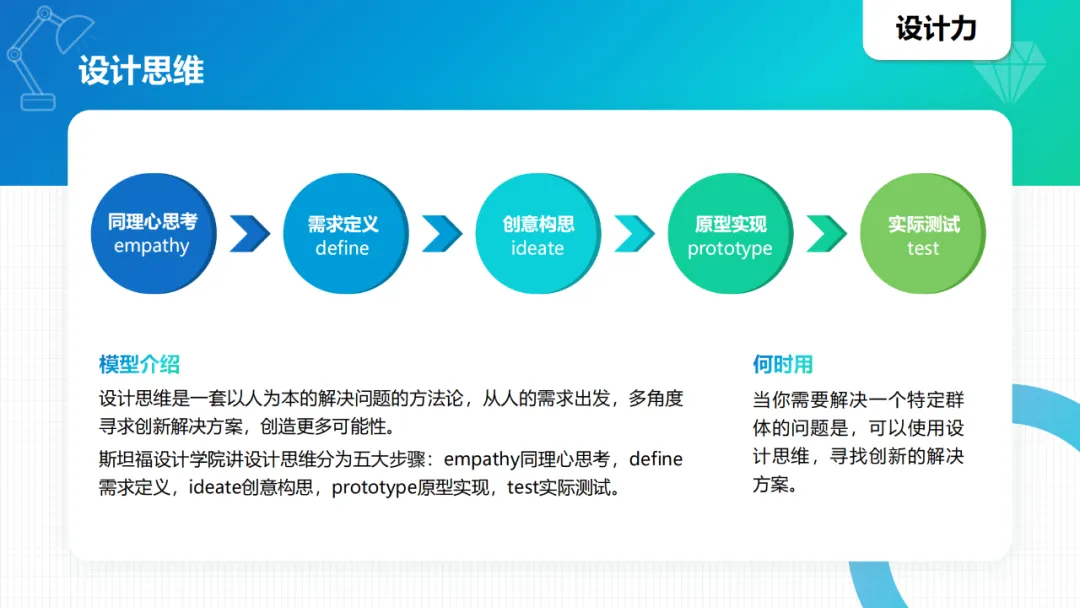 设计力
设计思维
同理心思考
empathy
需求定义
define
创意构思
ideate
原型实现
prototype
实际测试
test
模型介绍
设计思维是一套以人为本的解决问题的方法论，从人的需求出发，多角度
寻求创新解决方案，创造更多可能性。
斯坦福设计学院讲设计思维分为五大步骤：empathy同理心思考，define
需求定义，ideate创意构思，prototype原型实现，test实际测试。
何时用
当你需要解决一个特定群
体的问题是，可以使用设
计思维，寻找创新的解决
方案。